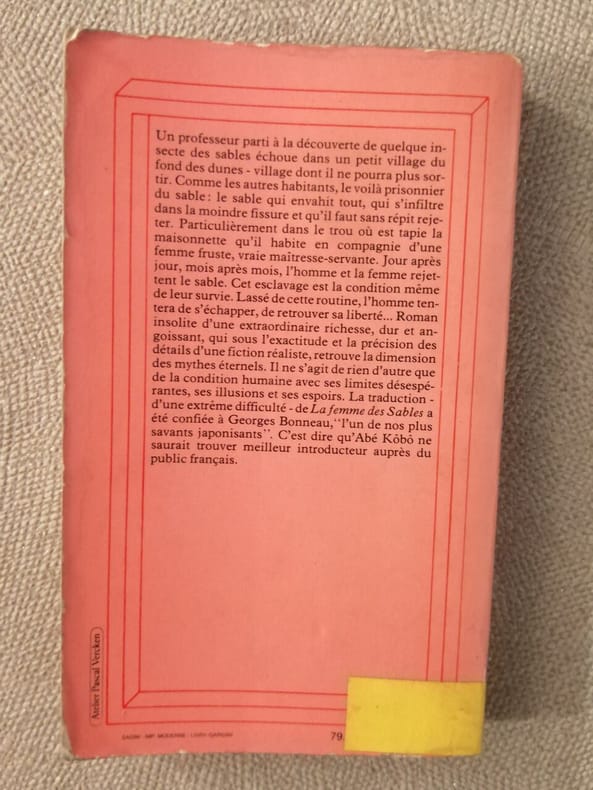 Un professeur parti à la découverte de quelque in-
secte des sables échoue dans un petit village du
fond des dunes - village dont il ne pourra plus sor-
tir. Comme les autres habitants, le voilà prisonnier
du sable : le sable qui envahit tout, qui s'infiltre
dans la moindre fissure et qu'il faut sans répit reje-
ter. Particulièrement dans le trou où est tapie la
maisonnette qu'il habite en compagnie d'une
femme fruste, vraie maîtresse-servante. Jour après
jour, mois après mois, l'homme et la femme rejet-
tent le sable. Cet esclavage est la condition même
de leur survie. Lassé de cette routine, l'homme ten-
tera de s'échapper, de retrouver sa liberté... Roman
insolite d'une extraordinaire richesse, dur et an-
goissant, qui sous l'exactitude et la précision des
détails d'une fiction réaliste, retrouve la dimension
des mythes éternels. Il ne s'agit de rien d'autre que
de la condition humaine avec ses limites désespé-
rantes, ses illusions et ses espoirs. La traduction -
d'une extrême difficulté - de La femme des Sables a
été confiée à Georges Bonneau, "l'un de nos plus
savants japonisants". C'est dire qu'Abé Kôbô ne
saurait trouver meilleur introducteur auprès du
public français.
Atelier Pascal Vercken
MODERNE - LIVRY-GARGAN
79.